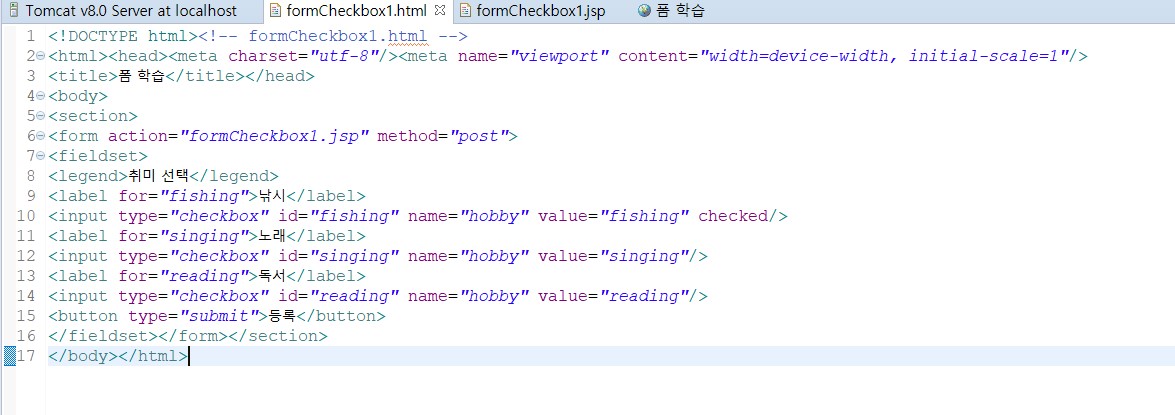 Tomcat v8.0 Server at localhost formCheckbox1.html formCheckbox1.jsp 폼 학습
1 <!DOCTYPE html><!-- formCheckbox1.html -->
2 <html><head><meta charset="utf-8"/><meta name="viewport" content="width=device-width, initial-scale=1"/>
3 <title>폼 학습</title></head>
4 <body>
5 <section>
6 <form action="formCheckbox1.jsp" method="post">
7 <fieldset>
8 <legend>취미 선택</legend>
9 <label for="fishing">낚시</label>
10 <input type="checkbox" id="fishing" name="hobby" value="fishing" checked/>
11 <label for="singing">노래</label>
12 <input type="checkbox" id="singing" name="hobby" value="singing"/>
13 <label for="reading">독서</label>
14 <input type="checkbox" id="reading" name="hobby" value="reading"/>
15 <button type="submit">등록</button>
16 </fieldset></form></section>
17 </body></html>